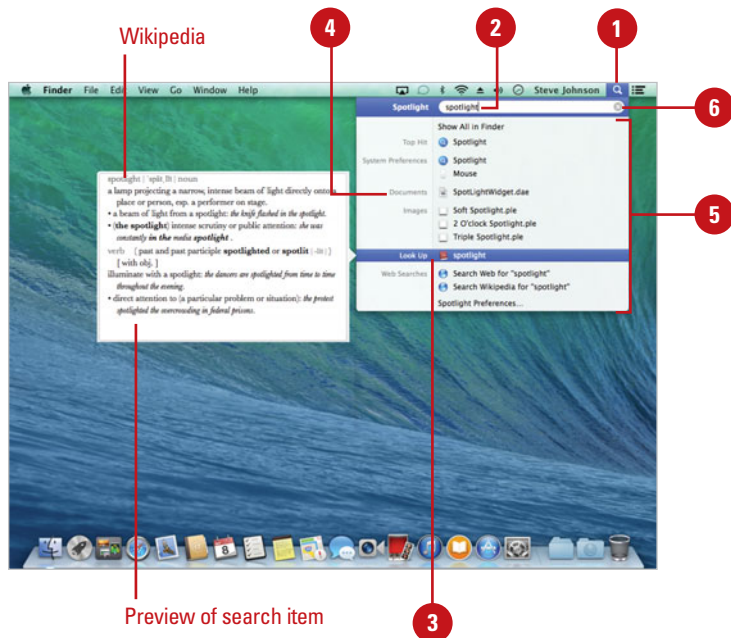 Wikipedia
4
2
1
Finder File Edit View Go Window Help
Steve Johnson
Spotlight spotlight
6
Show All in Finder
Top Hit Spotlight
System Preferences Spotlight
Mouse
Documents SpotLightWidget.dae
Images Soft Spotlight.ple
2 O'clock Spotlight.ple
Triple Spotlight.ple
5
Look Up spotlight
Web Searches Search Web for "spotlight"
Search Wikipedia for "spotlight"
Spotlight Preferences...
spotlight | ˈspätˌlīt | noun
a lamp projecting a narrow, intense beam of light directly onto a
place or person, esp. a performer on stage.
• a beam of light from a spotlight: the knife flashed in the spotlight.
• (the spotlight) intense scrutiny or public attention: she was
constantly in the media spotlight .
verb ( past and past participle spotlighted or spotlit |-ˌlit| )
[ with obj. ]
illuminate with a spotlight: the dancers are spotlighted from time to time
throughout the evening.
• direct attention to (a particular problem or situation): the protest
spotlighted the overcrowding in federal prisons.
8
Preview of search item
3